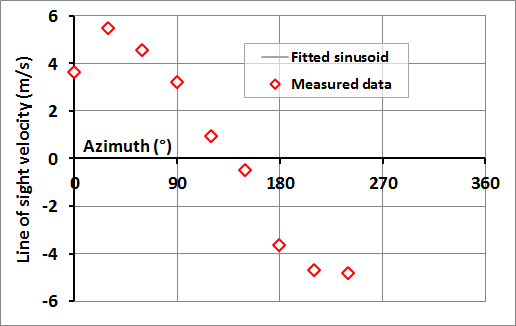 6
4
2
0
-2
-4
-6
Line of sight velocity (m/s)
Fitted sinusoid
Measured data
Azimuth (°)
0 90 180 270 360